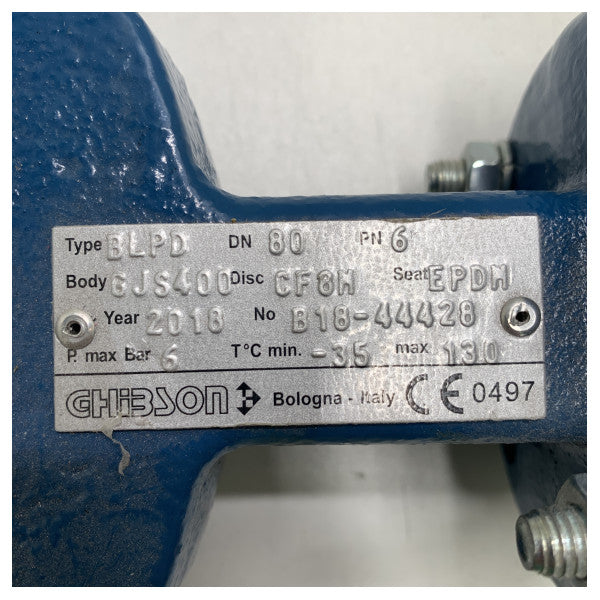 Type BLPD DN 80 PN 6
Body GJS400 Disc CF8M Seat EPDM
Year 2018 No B18-44428
P. max Bar 6 T°C min. -35 max 130
GHIBSON Bologna - Italy CE 0497